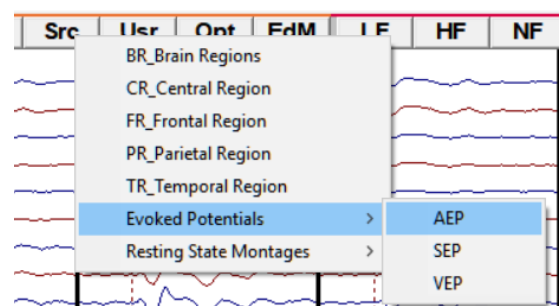 Src Usr Opt EdM LF HF NF
BR_Brain Regions
CR_Central Region
FR_Frontal Region
PR_Parietal Region
TR_Temporal Region
Evoked Potentials > AEP
Resting State Montages > SEP
VEP